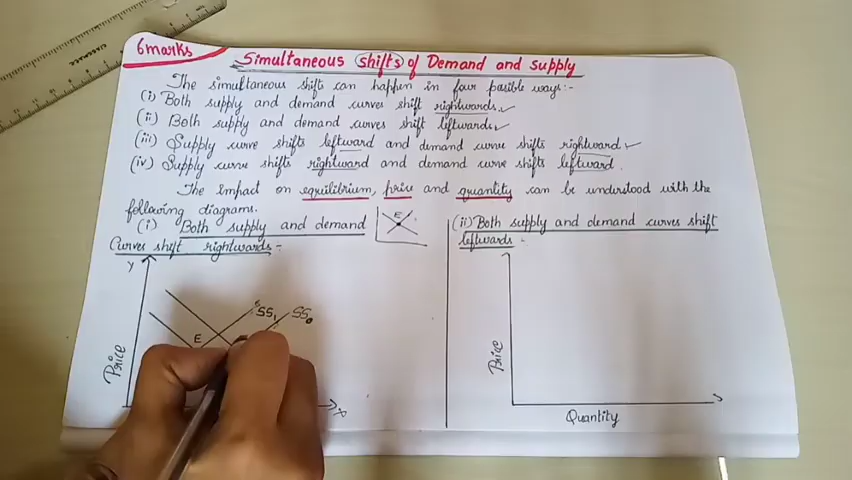 6 marks
Simultaneous shifts of Demand and supply
The simultaneous shift can happen in four posible ways:-
(i) Both supply and demand curves shift rightwards.
(ii) Both supply and demand curves shift leftwards.
(iii) Supply curve shifts leftward and demand curve shifts rightward
(iv) Supply curve shifts rightward and demand curve shifts leftward.
The impact on equilibrium, price and quantity can be understood with the
following diagrams.
(i) Both supply and demand
Curves shift rightwards:-
E
(ii) Both supply and demand curves shift
leftwards:-
Y
Price
E
SS1
SS0
X
Price
Quantity